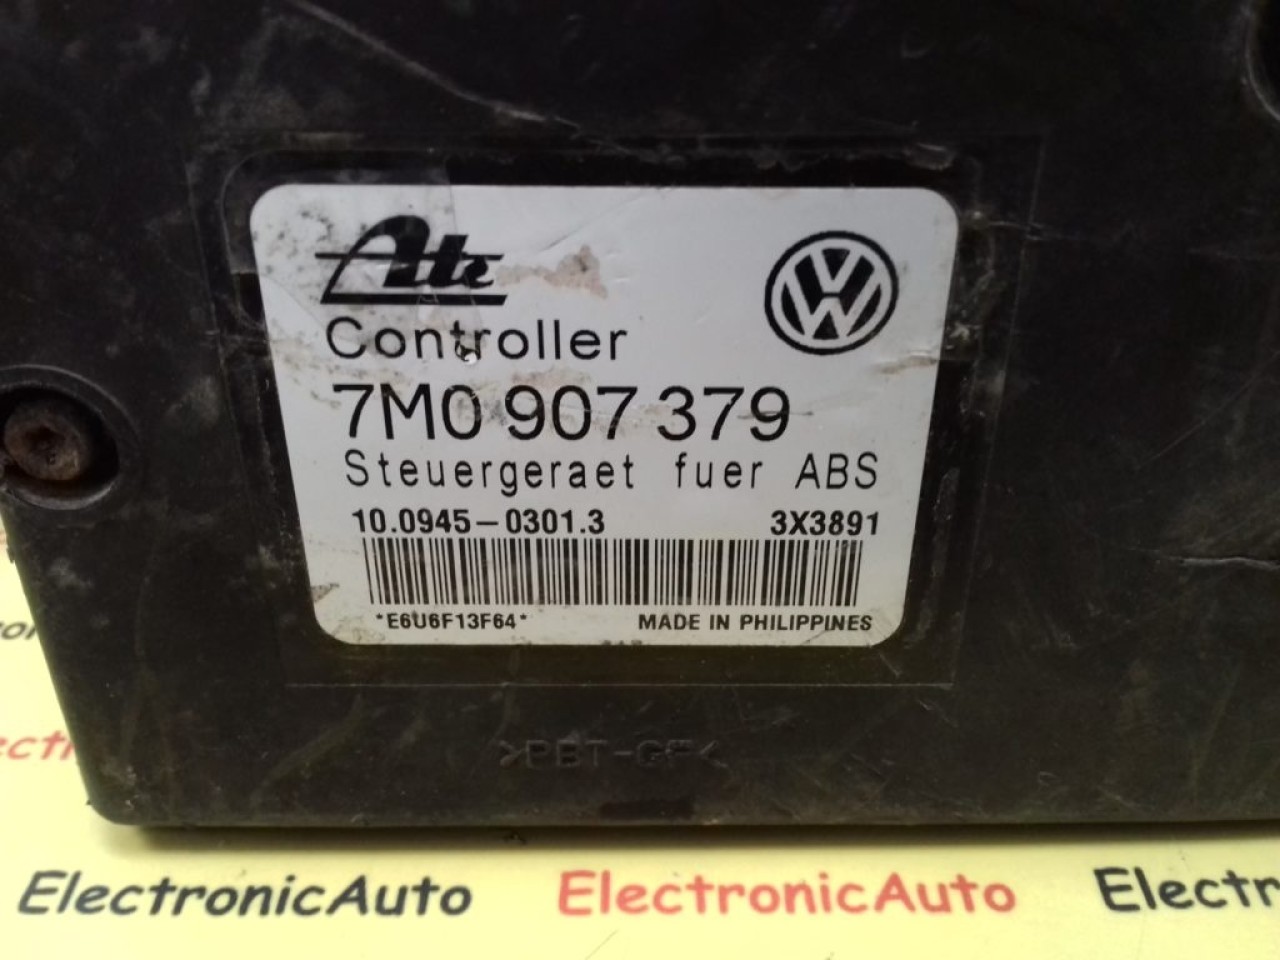 Ate
Controller
7M0 907 379
Steuergeraet fuer ABS
10.0945-0301.3 3X3891
*E6U6F13F64* MADE IN PHILIPPINES
>PBT-GF<
ElectronicAuto ElectronicAuto Electro